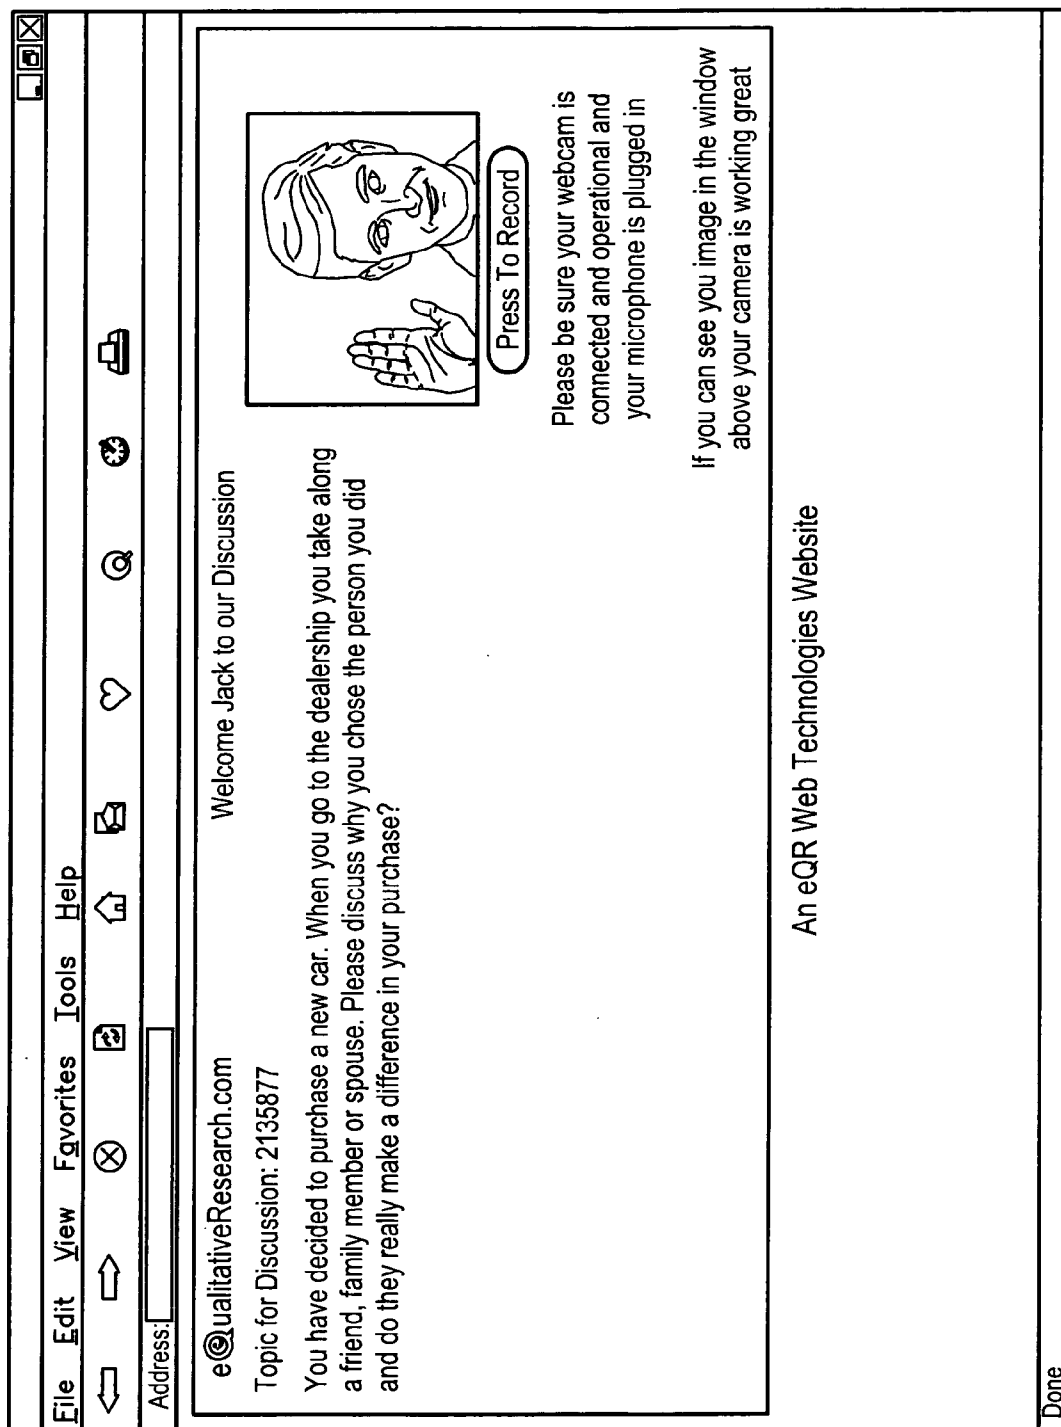 File Edit View Favorites Tools Help
Address:
eQualitativeResearch.com
Welcome Jack to our Discussion
Topic for Discussion: 2135877
You have decided to purchase a new car. When you go to the dealership you take along
a friend, family member or spouse. Please discuss why you chose the person you did
and do they really make a difference in your purchase?
Press To Record
Please be sure your webcam is
connected and operational and
your microphone is plugged in
If you can see you image in the window
above your camera is working great
An eQR Web Technologies Website
Done